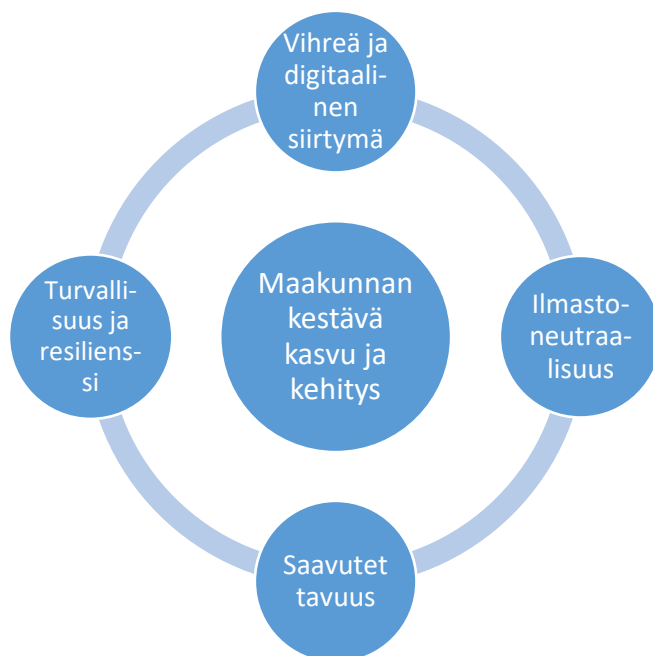 Vihreä ja
digitaali-
nen
siirtymä
Maakunnan
kestävä
kasvu ja
kehitys
Turvalli-
suus ja
resiliens-
si
Ilmasto-
neutraa-
lisuus
Saavutet
tavuus